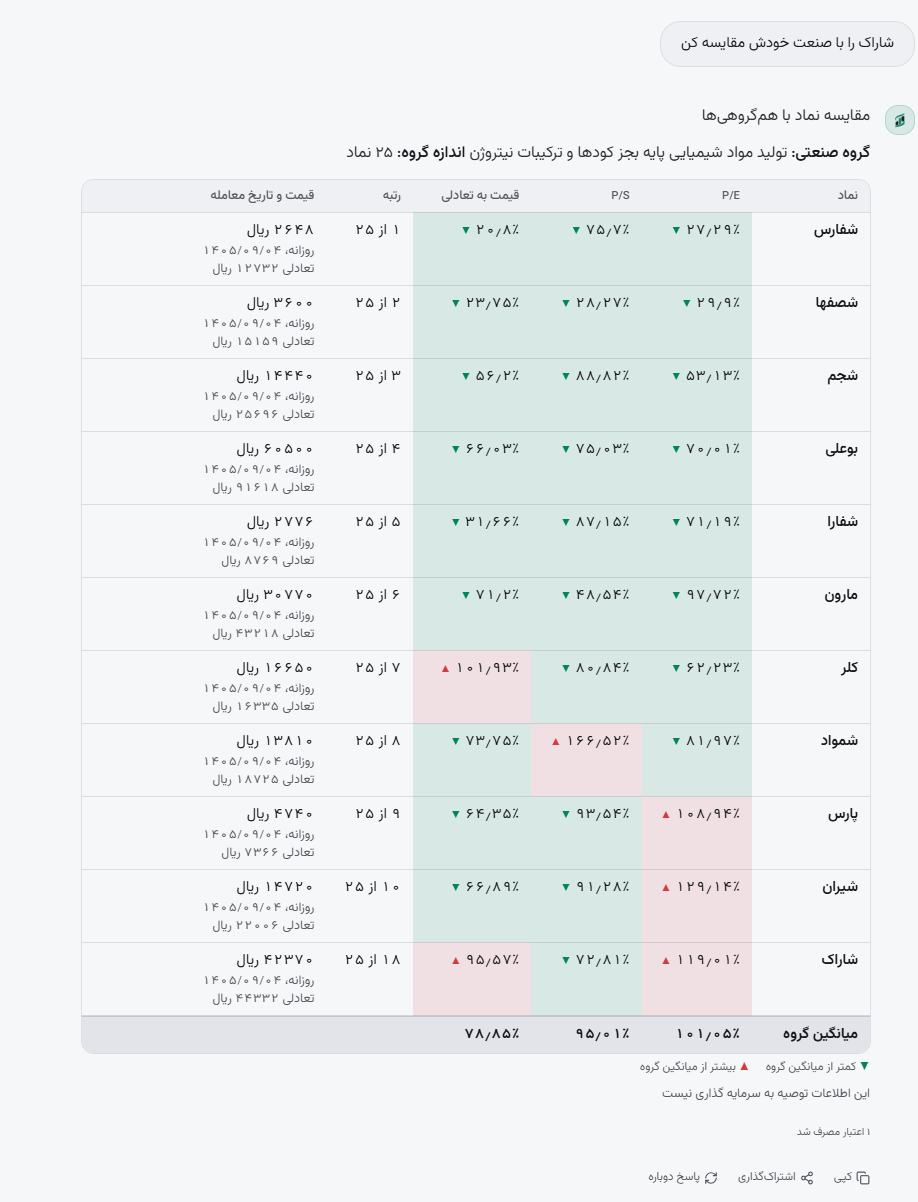 شاراک را با صنعت خودش مقایسه کن
مقایسه نماد با هم‌گروهی‌ها
گروه صنعتی: تولید مواد شیمیایی پایه بجز کودها و ترکیبات نیتروژن اندازه گروه: ۲۵ نماد
نماد P/E P/S قیمت به تعادلی رتبه قیمت و تاریخ معامله
شفارس ۲۷٫۲۹٪ ▼ ۷۵٫۷٪ ▼ ۲۰٫۸٪ ▼ ۱ از ۲۵ ۲۶۴۸ ریال
روزانه، ۱۴۰۵/۰۹/۰۴
تعادلی ۱۲۷۳۲ ریال
شصفها ۲۹٫۹٪ ▼ ۲۸٫۲۷٪ ▼ ۲۳٫۷۵٪ ▼ ۲ از ۲۵ ۳۶۰۰ ریال
روزانه، ۱۴۰۵/۰۹/۰۴
تعادلی ۱۵۱۵۹ ریال
شجم ۵۳٫۱۳٪ ▼ ۸۸٫۸۲٪ ▼ ۵۶٫۲٪ ▼ ۳ از ۲۵ ۱۴۴۴۰ ریال
روزانه، ۱۴۰۵/۰۹/۰۴
تعادلی ۲۵۶۹۶ ریال
بوعلی ۷۰٫۰۱٪ ▼ ۷۵٫۰۳٪ ▼ ۶۶٫۰۳٪ ▼ ۴ از ۲۵ ۶۰۵۰۰ ریال
روزانه، ۱۴۰۵/۰۹/۰۴
تعادلی ۹۱۶۱۸ ریال
شفارا ۷۱٫۱۹٪ ▼ ۸۷٫۱۵٪ ▼ ۳۱٫۶۶٪ ▼ ۵ از ۲۵ ۲۷۷۶ ریال
روزانه، ۱۴۰۵/۰۹/۰۴
تعادلی ۸۷۶۹ ریال
مارون ۹۷٫۷۲٪ ▼ ۴۸٫۵۴٪ ▼ ۷۱٫۲٪ ▼ ۶ از ۲۵ ۳۰۷۷۰ ریال
روزانه، ۱۴۰۵/۰۹/۰۴
تعادلی ۴۳۲۱۸ ریال
کلر ۶۲٫۲۳٪ ▼ ۸۰٫۸۴٪ ▼ ۱۰۱٫۹۳٪ ▲ ۷ از ۲۵ ۱۶۶۵۰ ریال
روزانه، ۱۴۰۵/۰۹/۰۴
تعادلی ۱۶۳۳۵ ریال
شمواد ۸۱٫۹۷٪ ▼ ۱۶۶٫۵۲٪ ▲ ۷۳٫۷۵٪ ▼ ۸ از ۲۵ ۱۳۸۱۰ ریال
روزانه، ۱۴۰۵/۰۹/۰۴
تعادلی ۱۸۷۲۵ ریال
پارس ۱۰۸٫۹۴٪ ▲ ۹۳٫۵۴٪ ▼ ۶۴٫۳۵٪ ▼ ۹ از ۲۵ ۴۷۴۰ ریال
روزانه، ۱۴۰۵/۰۹/۰۴
تعادلی ۷۳۶۶ ریال
شیران ۱۲۹٫۱۴٪ ▲ ۹۱٫۲۸٪ ▼ ۶۶٫۸۹٪ ▼ ۱۰ از ۲۵ ۱۴۷۲۰ ریال
روزانه، ۱۴۰۵/۰۹/۰۴
تعادلی ۲۲۰۰۶ ریال
شاراک ۱۱۹٫۰۱٪ ▲ ۷۲٫۸۱٪ ▼ ۹۵٫۵۷٪ ▲ ۱۸ از ۲۵ ۴۲۳۷۰ ریال
روزانه، ۱۴۰۵/۰۹/۰۴
تعادلی ۴۴۳۳۲ ریال
میانگین گروه ۱۰۱٫۰۵٪ ۹۵٫۰۱٪ ۷۸٫۸۵٪
▼ کمتر از میانگین گروه ▲ بیشتر از میانگین گروه
این اطلاعات توصیه به سرمایه گذاری نیست
۱ اعتبار مصرف شد
کپی اشتراک‌گذاری پاسخ دوباره